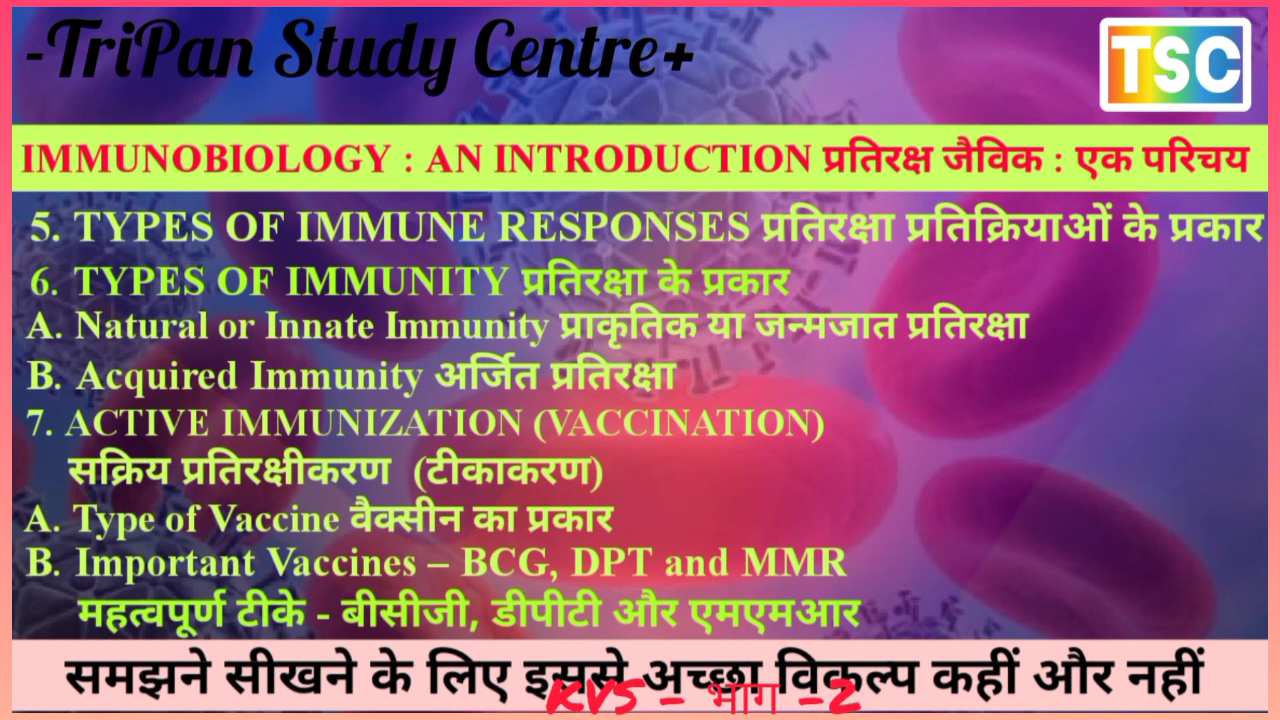 -TriPan Study Centre+
TSC
IMMUNOBIOLOGY : AN INTRODUCTION प्रतिरक्ष जैविक : एक परिचय
5. TYPES OF IMMUNE RESPONSES प्रतिरक्षा प्रतिक्रियाओं के प्रकार
6. TYPES OF IMMUNITY प्रतिरक्षा के प्रकार
A. Natural or Innate Immunity प्राकृतिक या जन्मजात प्रतिरक्षा
B. Acquired Immunity अर्जित प्रतिरक्षा
7. ACTIVE IMMUNIZATION (VACCINATION)
सक्रिय प्रतिरक्षीकरण (टीकाकरण)
A. Type of Vaccine वैक्सीन का प्रकार
B. Important Vaccines – BCG, DPT and MMR
महत्वपूर्ण टीके - बीसीजी, डीपीटी और एमएमआर
समझने सीखने के लिए इससे अच्छा विकल्प कहीं और नहीं
KVS - भाग -2